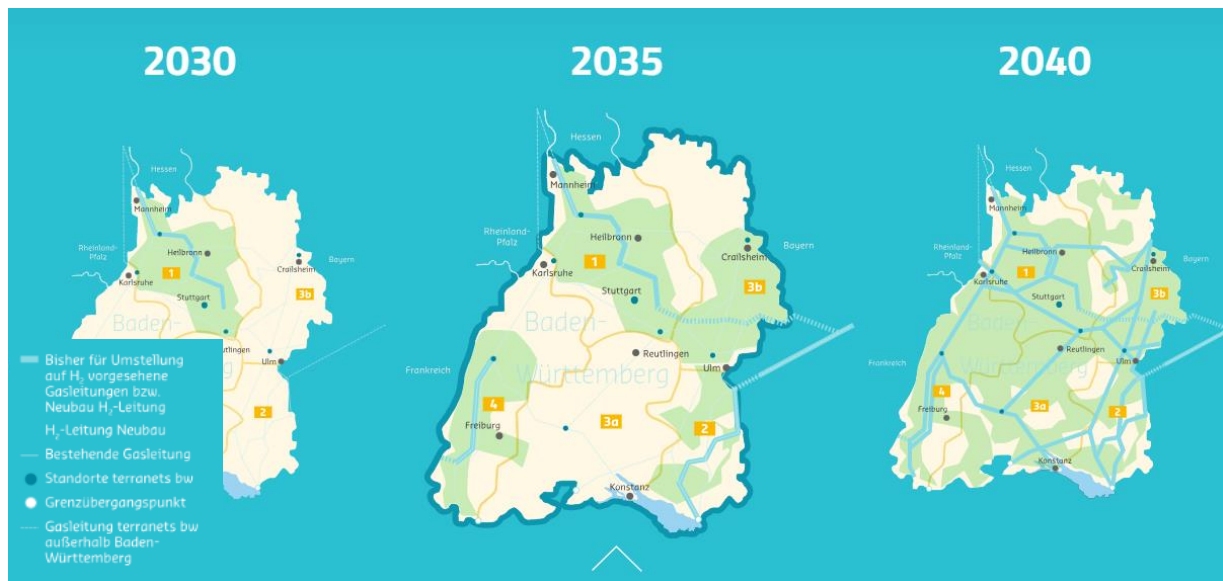 2030
Hessen
Mannheim
Rheinland-
Pfalz
Heilbronn
Karlsruhe
1
Crailsheim
Bayern
3b
Stuttgart
Baden-
Reutlingen
Ulm
2
Bisher für Umstellung
auf H₂ vorgesehene
Gasleitungen bzw.
Neubau H₂-Leitung
H₂-Leitung Neubau
Bestehende Gasleitung
Standorte terranets bw
Grenzübergangspunkt
Gasleitung terranets bw
außerhalb Baden-
Württemberg
2035
Hessen
Mannheim
Rheinland-
Pfalz
Heilbronn
Karlsruhe
1
Crailsheim
Bayern
3b
Stuttgart
Baden-
Württemberg
Reutlingen
Ulm
Frankreich
4
Freiburg
3a
2
Konstanz
2040
Hessen
Mannheim
Rheinland-
Pfalz
Heilbronn
Karlsruhe
1
Crailsheim
Bayern
3b
Stuttgart
Baden-
Württemberg
Reutlingen
Ulm
Frankreich
4
Freiburg
3a
2
Konstanz